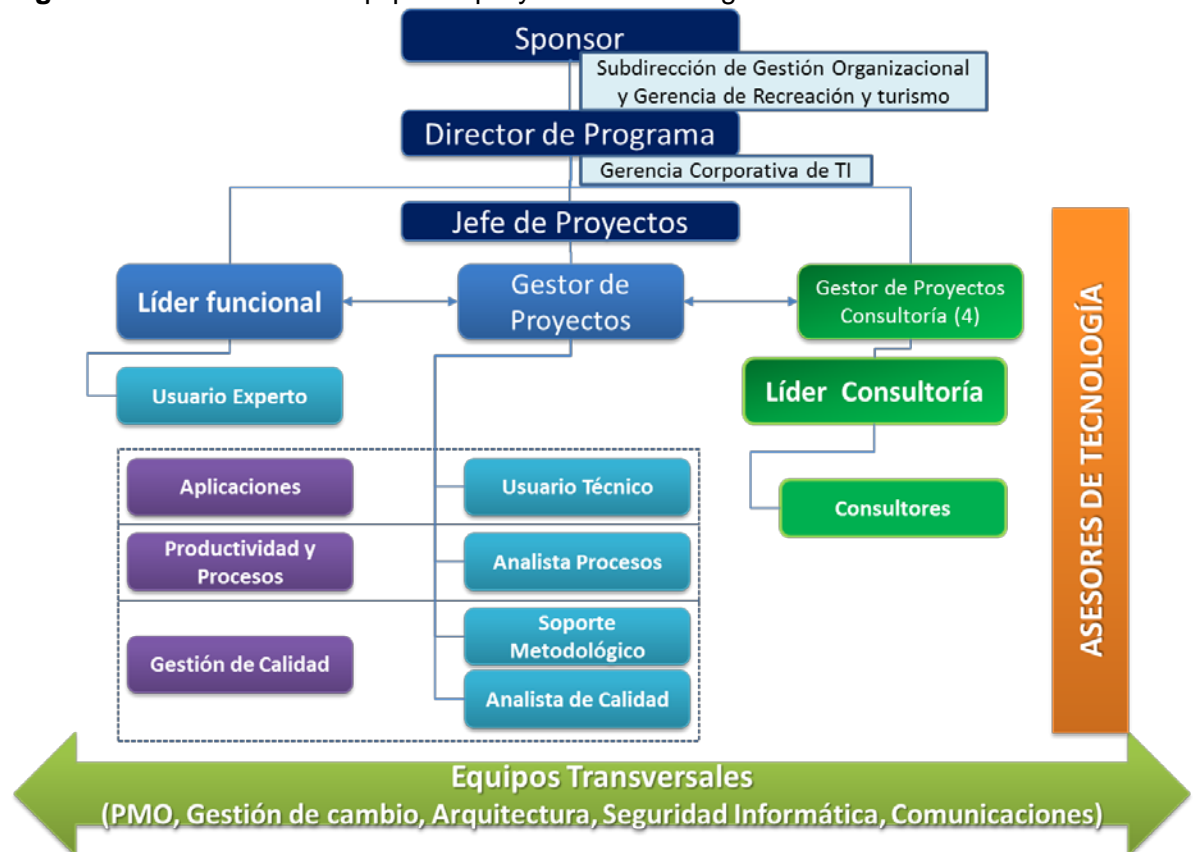 Sponsor
Subdirección de Gestión Organizacional
y Gerencia de Recreación y turismo
Director de Programa
Gerencia Corporativa de TI
Jefe de Proyectos
Líder funcional
Gestor de
Proyectos
Gestor de Proyectos
Consultoría (4)
Usuario Experto
Líder Consultoría
Aplicaciones
Usuario Técnico
Consultores
Productividad y
Procesos
Analista Procesos
Gestión de Calidad
Soporte
Metodológico
Analista de Calidad
ASESORES DE TECNOLOGÍA
Equipos Transversales
(PMO, Gestión de cambio, Arquitectura, Seguridad Informática, Comunicaciones)